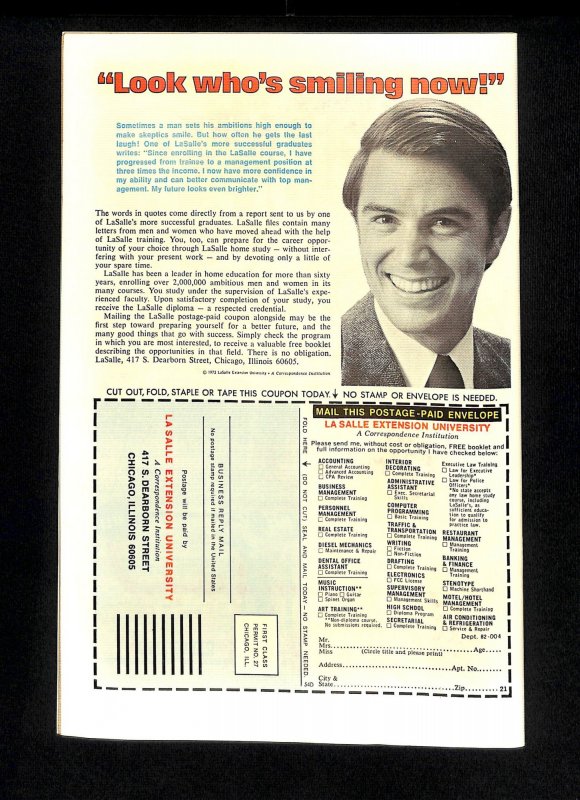 “Look who’s smiling now!”
Sometimes a man sets his ambitions high enough to
make skeptics smile. But how often he gets the last
laugh! One of LaSalle's more successful graduates
writes: "Since enrolling in the LaSalle course, I have
progressed from trainee to a management position at
three times the income. I now have more confidence in
my ability and can better communicate with top man-
agement. My future looks even brighter."
The words in quotes come directly from a report sent to us by one
of LaSalle's more successful graduates. LaSalle files contain many
letters from men and women who have moved ahead with the help
of LaSalle training. You, too, can prepare for the career oppor-
tunity of your choice through LaSalle home study — without inter-
fering with your present work — and by devoting only a little of
your spare time.
LaSalle has been a leader in home education for more than sixty
years, enrolling over 2,000,000 ambitious men and women in its
many courses. You study under the supervision of LaSalle's expe-
rienced faculty. Upon satisfactory completion of your study, you
receive the LaSalle diploma — a respected credential.
Mailing the LaSalle postage-paid coupon alongside may be the
first step toward preparing yourself for a better future, and the
many good things that go with success. Simply check the program
in which you are most interested, to receive a valuable free booklet
describing the opportunities in that field. There is no obligation.
LaSalle, 417 S. Dearborn Street, Chicago, Illinois 60605.
© 1973 LaSalle Extension University • A Correspondence Institution
CUT OUT, FOLD, STAPLE OR TAPE THIS COUPON TODAY. NO STAMP OR ENVELOPE IS NEEDED.
FIRST CLASS
PERMIT NO. 27
CHICAGO, ILL.
BUSINESS REPLY MAIL
No postage stamp required if mailed in the United States
Postage will be paid by
LA SALLE EXTENSION UNIVERSITY
A Correspondence Institution
417 S. DEARBORN STREET
CHICAGO, ILLINOIS 60605
FOLD HERE (DO NOT CUT) SEAL AND MAIL TODAY — NO STAMP NEEDED.
MAIL THIS POSTAGE-PAID ENVELOPE
LA SALLE EXTENSION UNIVERSITY
A Correspondence Institution
Please send me, without cost or obligation, FREE booklet and
full information on the opportunity I have checked below:
ACCOUNTING
General Accounting
Advanced Accounting
CPA Review
BUSINESS
MANAGEMENT
Complete Training
PERSONNEL
MANAGEMENT
Complete Training
REAL ESTATE
Complete Training
DIESEL MECHANICS
Maintenance & Repair
DENTAL OFFICE
ASSISTANT
Complete Training
MUSIC
INSTRUCTION**
Piano Guitar
Spinet Organ
ART TRAINING**
Complete Training
**Non-diploma course.
No submissions required.
INTERIOR
DECORATING
Complete Training
ADMINISTRATIVE
ASSISTANT
Exec. Secretarial
Skills
COMPUTER
PROGRAMMING
Basic Training
TRAFFIC &
TRANSPORTATION
Complete Training
WRITING
Fiction
Non-Fiction
DRAFTING
Complete Training
ELECTRONICS
FCC License
SUPERVISORY
MANAGEMENT
Management Skills
HIGH SCHOOL
Diploma Program
SECRETARIAL
Complete Training
Executive Law Training
Law for Executive
Leadership*
Law for Police
Officers*
*No state accepts
any law home study
course, including
LaSalle's, as
sufficient educa-
tion to qualify
for admission to
practice law.
RESTAURANT
MANAGEMENT
Management
Training
BANKING
& FINANCE
Management
Training
STENOTYPE
Machine Shorthand
MOTEL/HOTEL
MANAGEMENT
Complete Training
AIR CONDITIONING
& REFRIGERATION
Service & Repair
Dept. 82-004
Mr.
Mrs.
Miss Age
(Circle title and please print)
Address Apt. No.
City &
State Zip 21